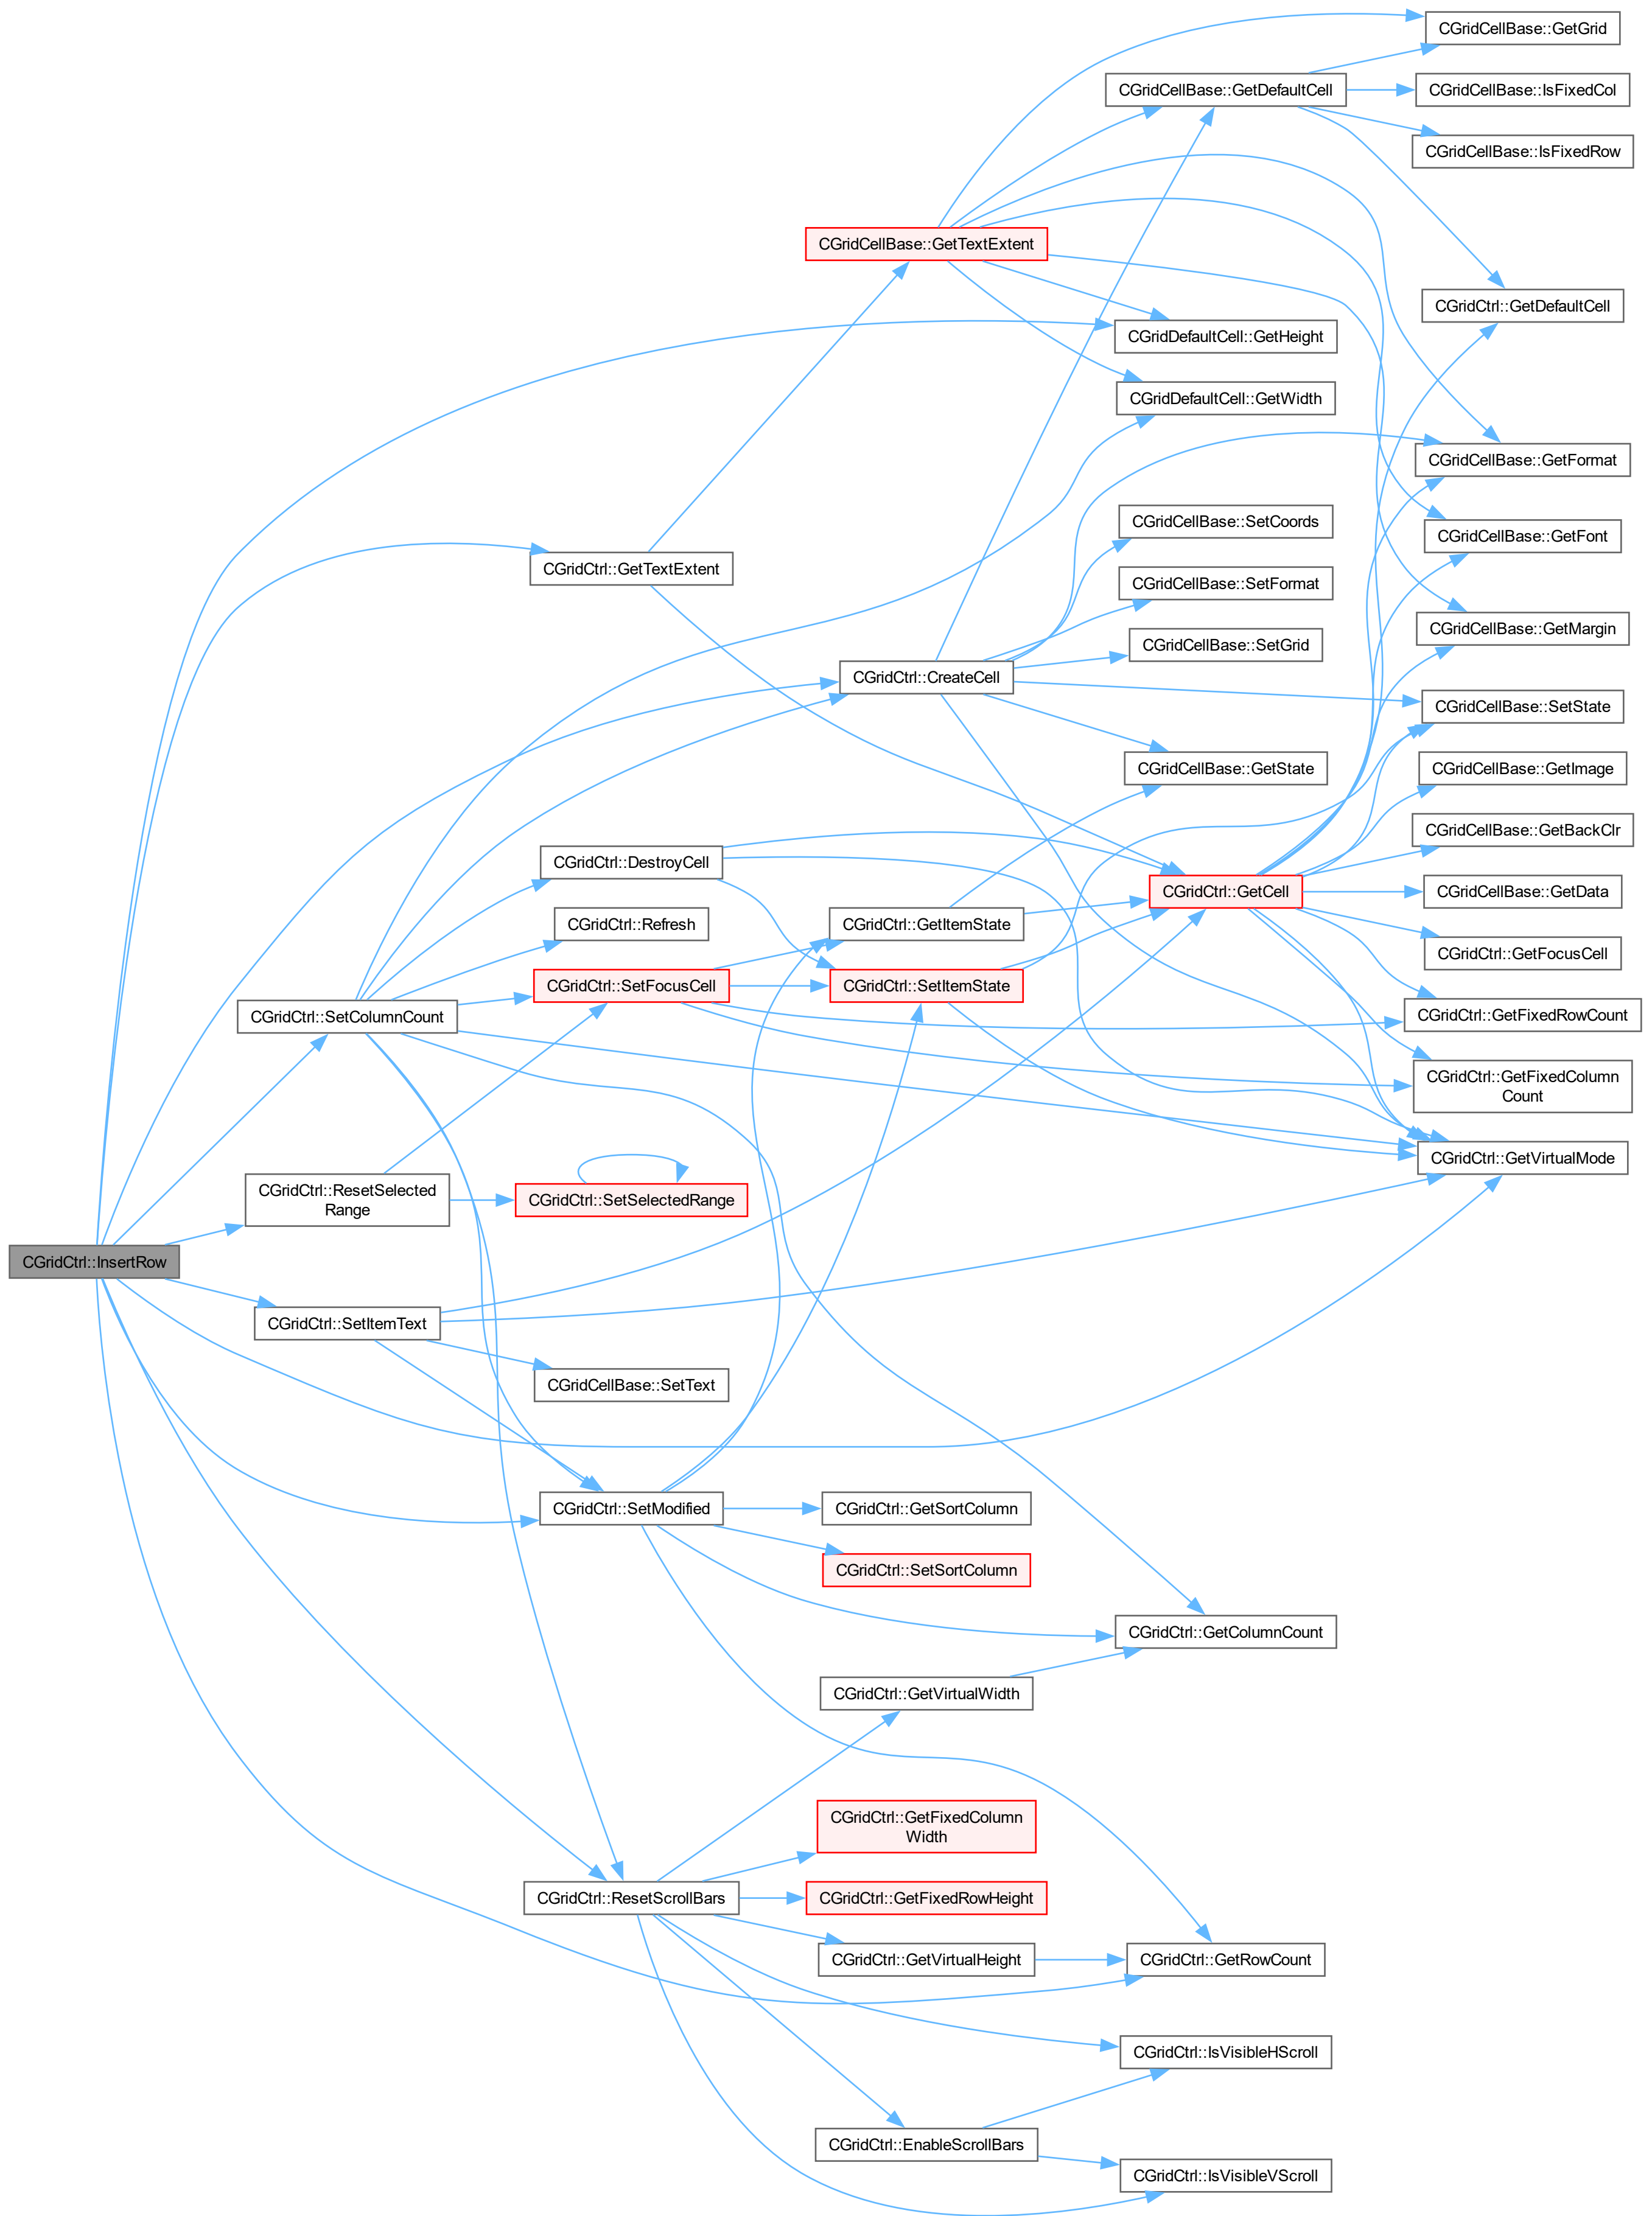 CGridCellBase::GetGrid
CGridCellBase::GetDefaultCell
CGridCellBase::IsFixedCol
CGridCellBase::IsFixedRow
CGridCellBase::GetTextExtent
CGridCtrl::GetDefaultCell
CGridDefaultCell::GetHeight
CGridDefaultCell::GetWidth
CGridCellBase::GetFormat
CGridCellBase::SetCoords
CGridCellBase::GetFont
CGridCtrl::GetTextExtent
CGridCellBase::SetFormat
CGridCellBase::GetMargin
CGridCellBase::SetGrid
CGridCtrl::CreateCell
CGridCellBase::SetState
CGridCellBase::GetState
CGridCellBase::GetImage
CGridCellBase::GetBackClr
CGridCtrl::DestroyCell
CGridCtrl::GetCell
CGridCellBase::GetData
CGridCtrl::Refresh
CGridCtrl::GetItemState
CGridCtrl::GetFocusCell
CGridCtrl::SetFocusCell
CGridCtrl::SetItemState
CGridCtrl::SetColumnCount
CGridCtrl::GetFixedRowCount
CGridCtrl::GetFixedColumn
Count
CGridCtrl::GetVirtualMode
CGridCtrl::ResetSelected
Range
CGridCtrl::SetSelectedRange
CGridCtrl::InsertRow
CGridCtrl::SetItemText
CGridCellBase::SetText
CGridCtrl::SetModified
CGridCtrl::GetSortColumn
CGridCtrl::SetSortColumn
CGridCtrl::GetColumnCount
CGridCtrl::GetVirtualWidth
CGridCtrl::GetFixedColumn
Width
CGridCtrl::ResetScrollBars
CGridCtrl::GetFixedRowHeight
CGridCtrl::GetVirtualHeight
CGridCtrl::GetRowCount
CGridCtrl::IsVisibleHScroll
CGridCtrl::EnableScrollBars
CGridCtrl::IsVisibleVScroll